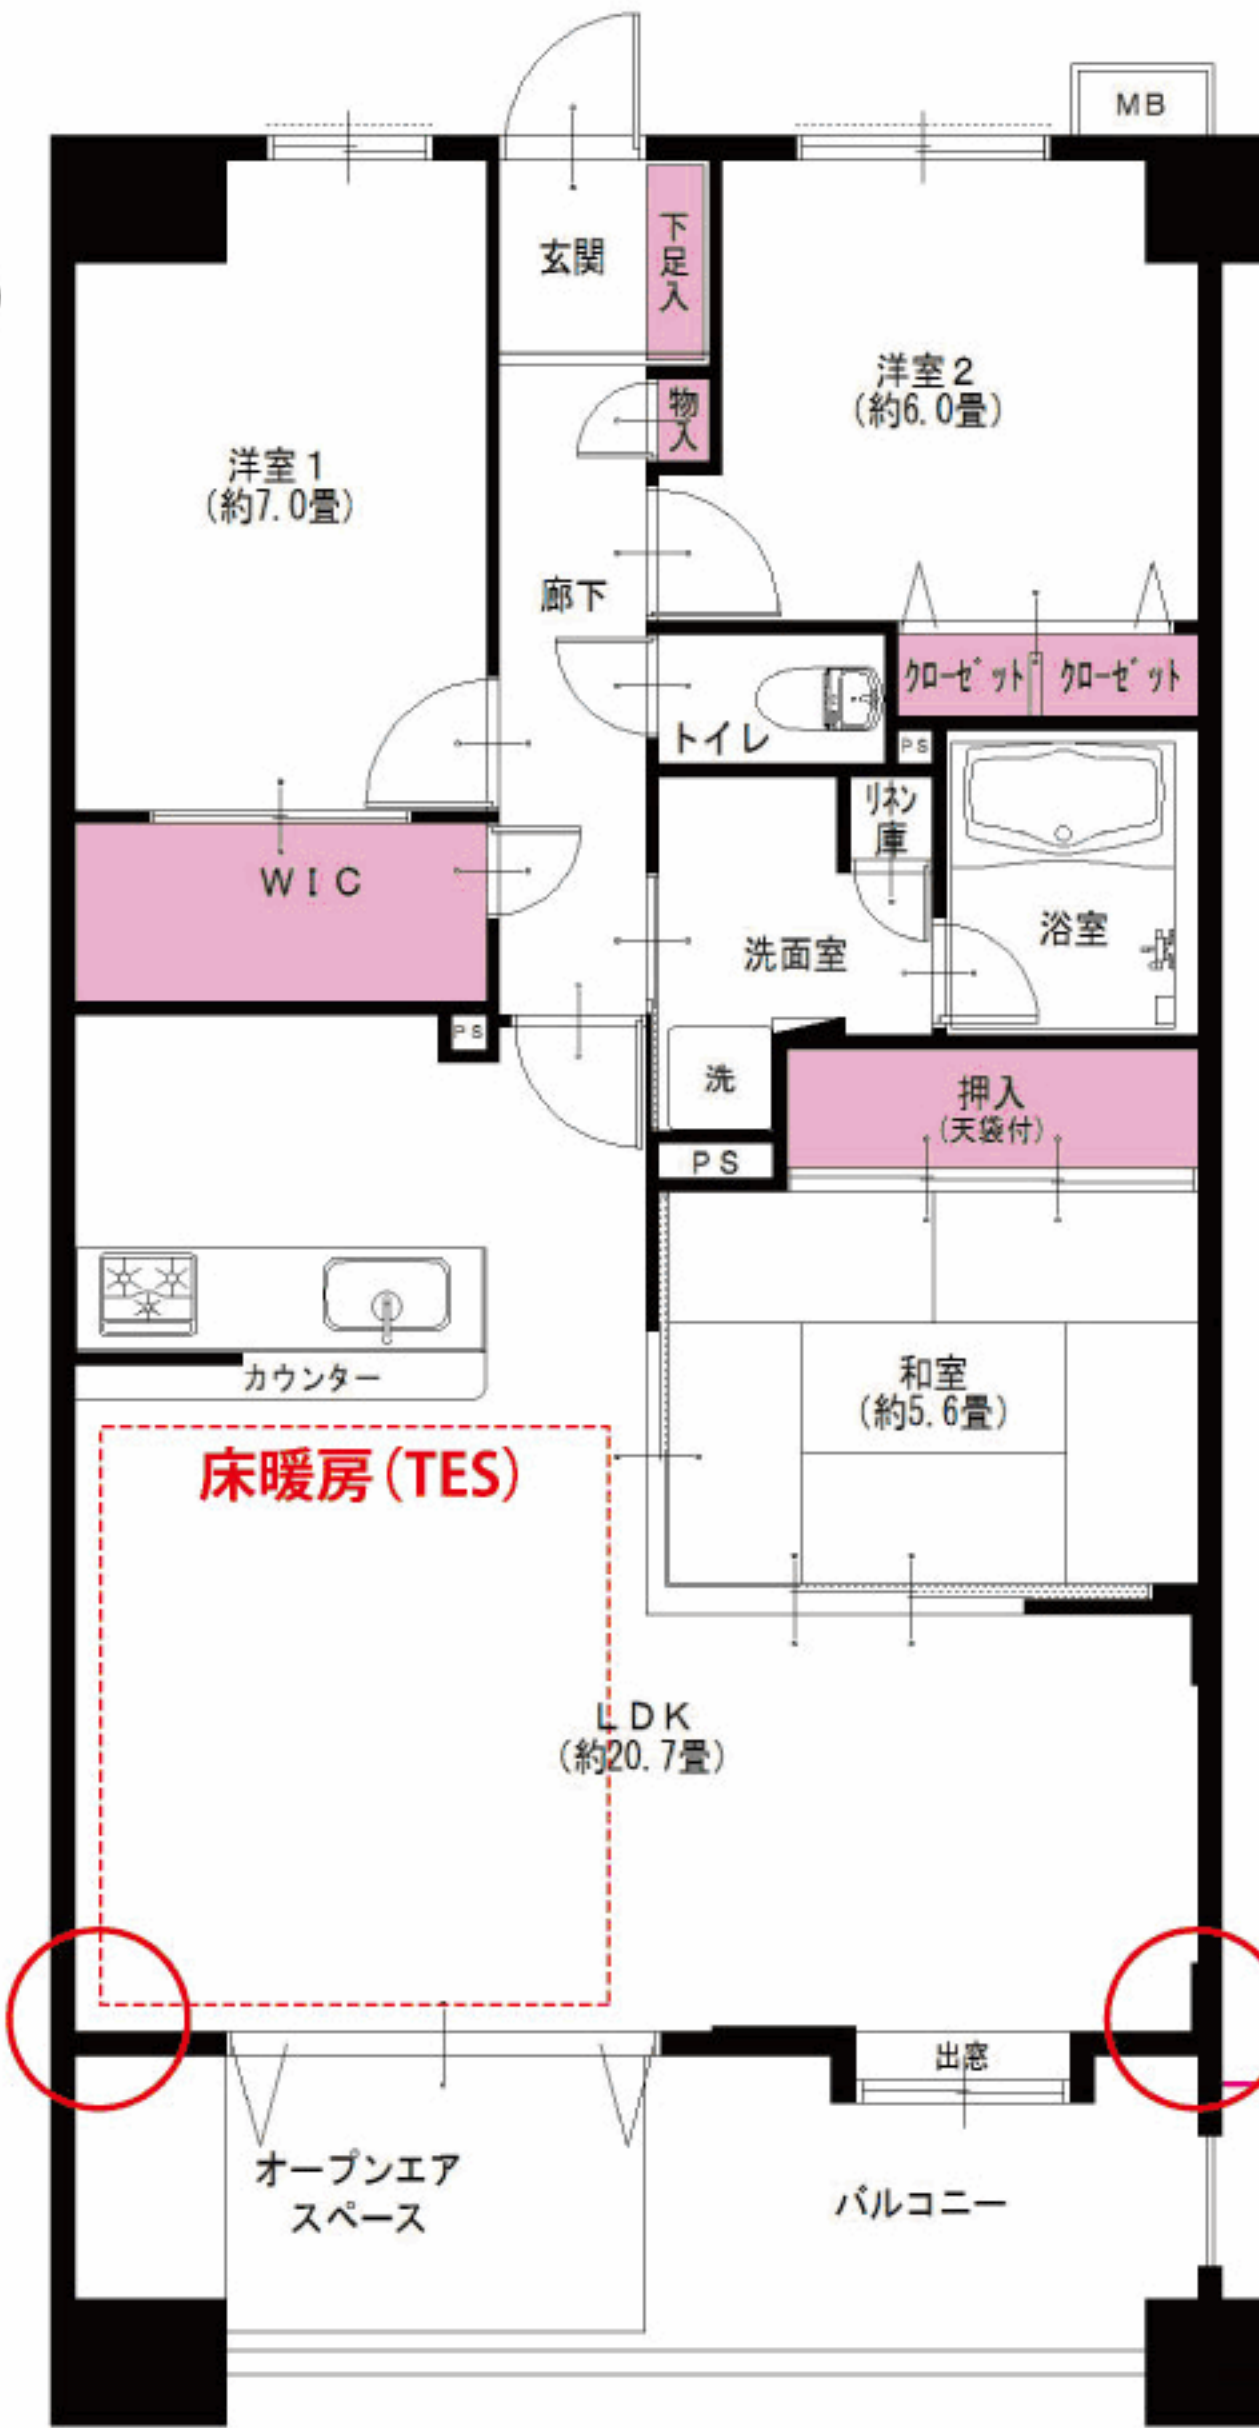 MB
玄関
下足入
洋室2
(約6.0畳)
物入
洋室1
(約7.0畳)
廊下
クローゼット
クローゼット
トイレ
PS
リネン
庫
WIC
浴室
洗面室
PS
洗
押入
(天袋付)
PS
カウンター
和室
(約5.6畳)
床暖房(TES)
LDK
(約20.7畳)
出窓
オープンエア
スペース
バルコニー